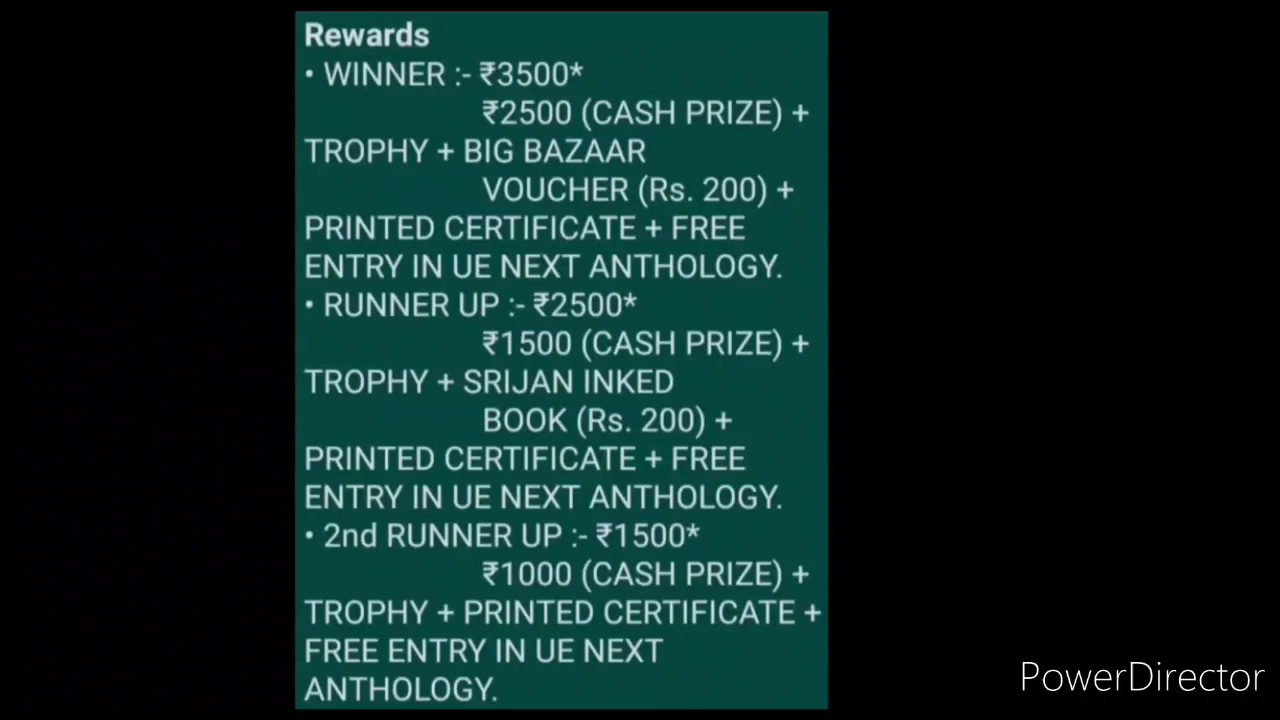 Rewards
• WINNER :- ₹3500*
₹2500 (CASH PRIZE) +
TROPHY + BIG BAZAAR
VOUCHER (Rs. 200) +
PRINTED CERTIFICATE + FREE
ENTRY IN UE NEXT ANTHOLOGY.
• RUNNER UP :- ₹2500*
₹1500 (CASH PRIZE) +
TROPHY + SRIJAN INKED
BOOK (Rs. 200) +
PRINTED CERTIFICATE + FREE
ENTRY IN UE NEXT ANTHOLOGY.
• 2nd RUNNER UP :- ₹1500*
₹1000 (CASH PRIZE) +
TROPHY + PRINTED CERTIFICATE +
FREE ENTRY IN UE NEXT
ANTHOLOGY.
PowerDirector